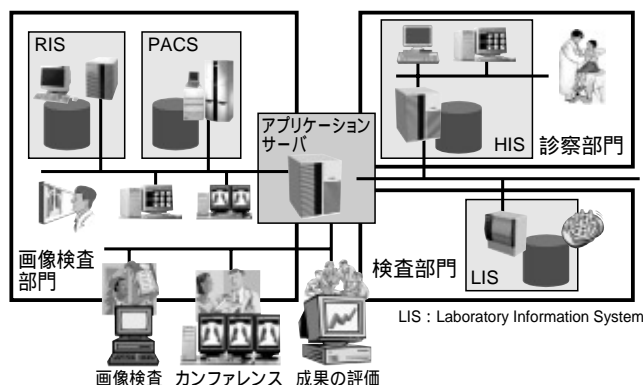 RIS
PACS
アプリケーション
サーバ
HIS
診察部門
画像検査
部門
検査部門
LIS
LIS：Laboratory Information System
画像検査
カンファレンス
成果の評価